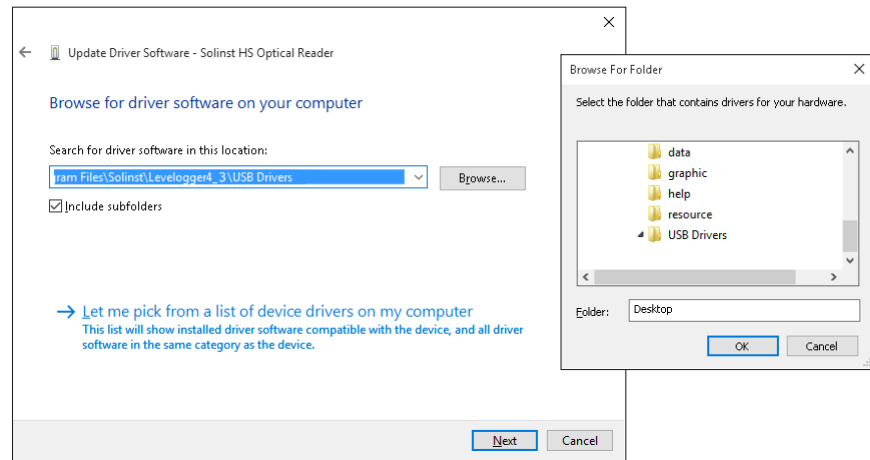 Update Driver Software - Solinst HS Optical Reader
Browse for driver software on your computer
Search for driver software in this location:
ram Files\Solinst\Levelogger4_3\USB Drivers
Browse...
Include subfolders
Let me pick from a list of device drivers on my computer
This list will show installed driver software compatible with the device, and all driver
software in the same category as the device.
Next
Cancel
Browse For Folder
Select the folder that contains drivers for your hardware.
data
graphic
help
resource
USB Drivers
Folder:
Desktop
OK
Cancel